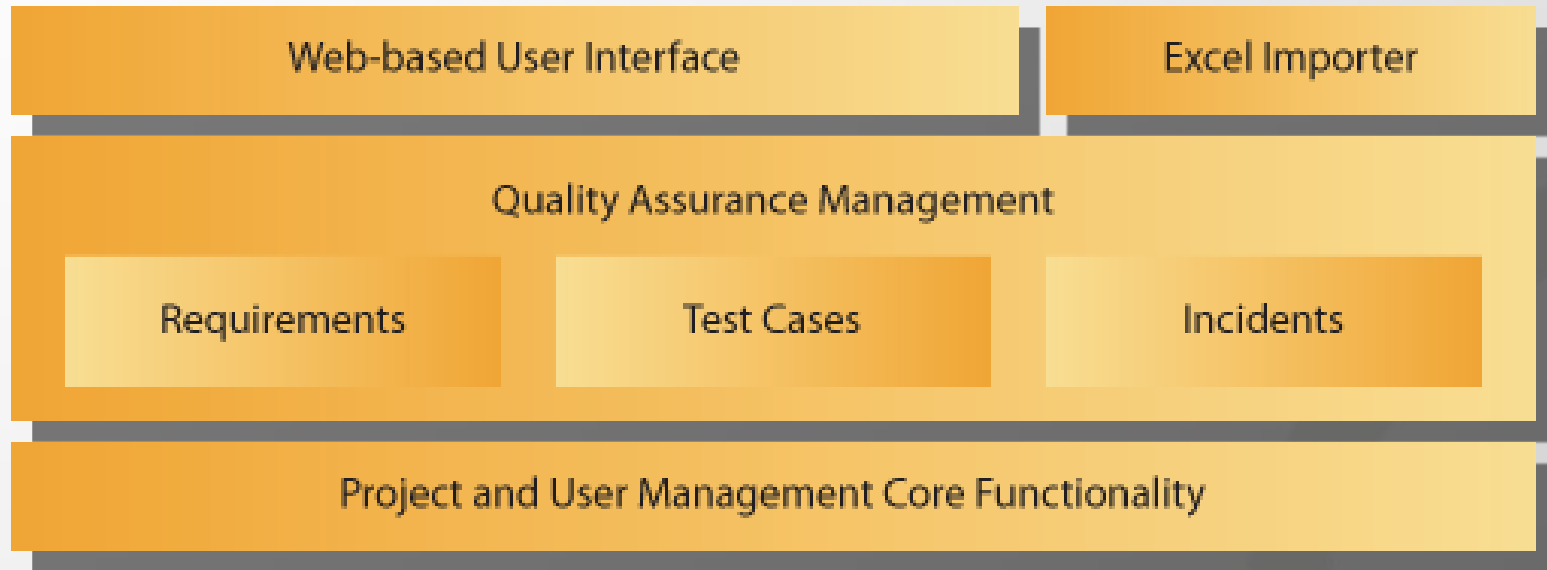 Web-based User Interface
Excel Importer
Quality Assurance Management
Requirements
Test Cases
Incidents
Project and User Management Core Functionality